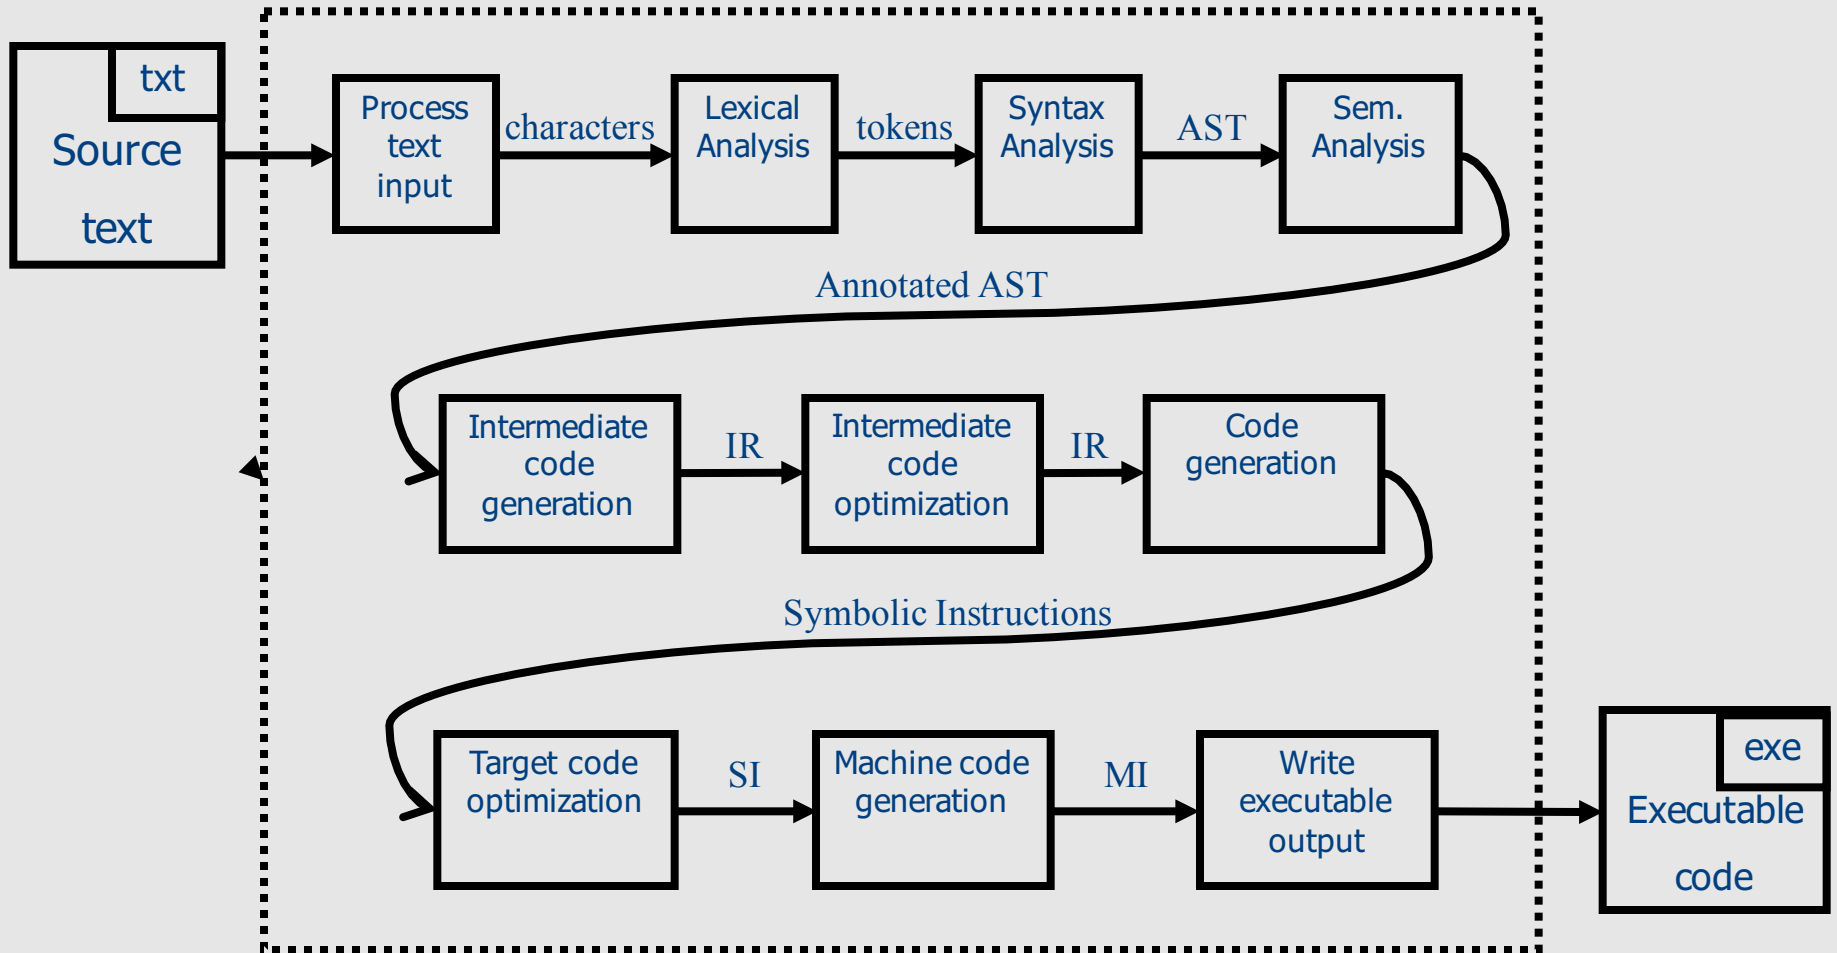 txt
Source
text
Process
text
input
characters
Lexical
Analysis
tokens
Syntax
Analysis
AST
Sem.
Analysis
Annotated AST
Intermediate
code
generation
IR
Intermediate
code
optimization
IR
Code
generation
Symbolic Instructions
Target code
optimization
SI
Machine code
generation
MI
Write
executable
output
exe
Executable
code